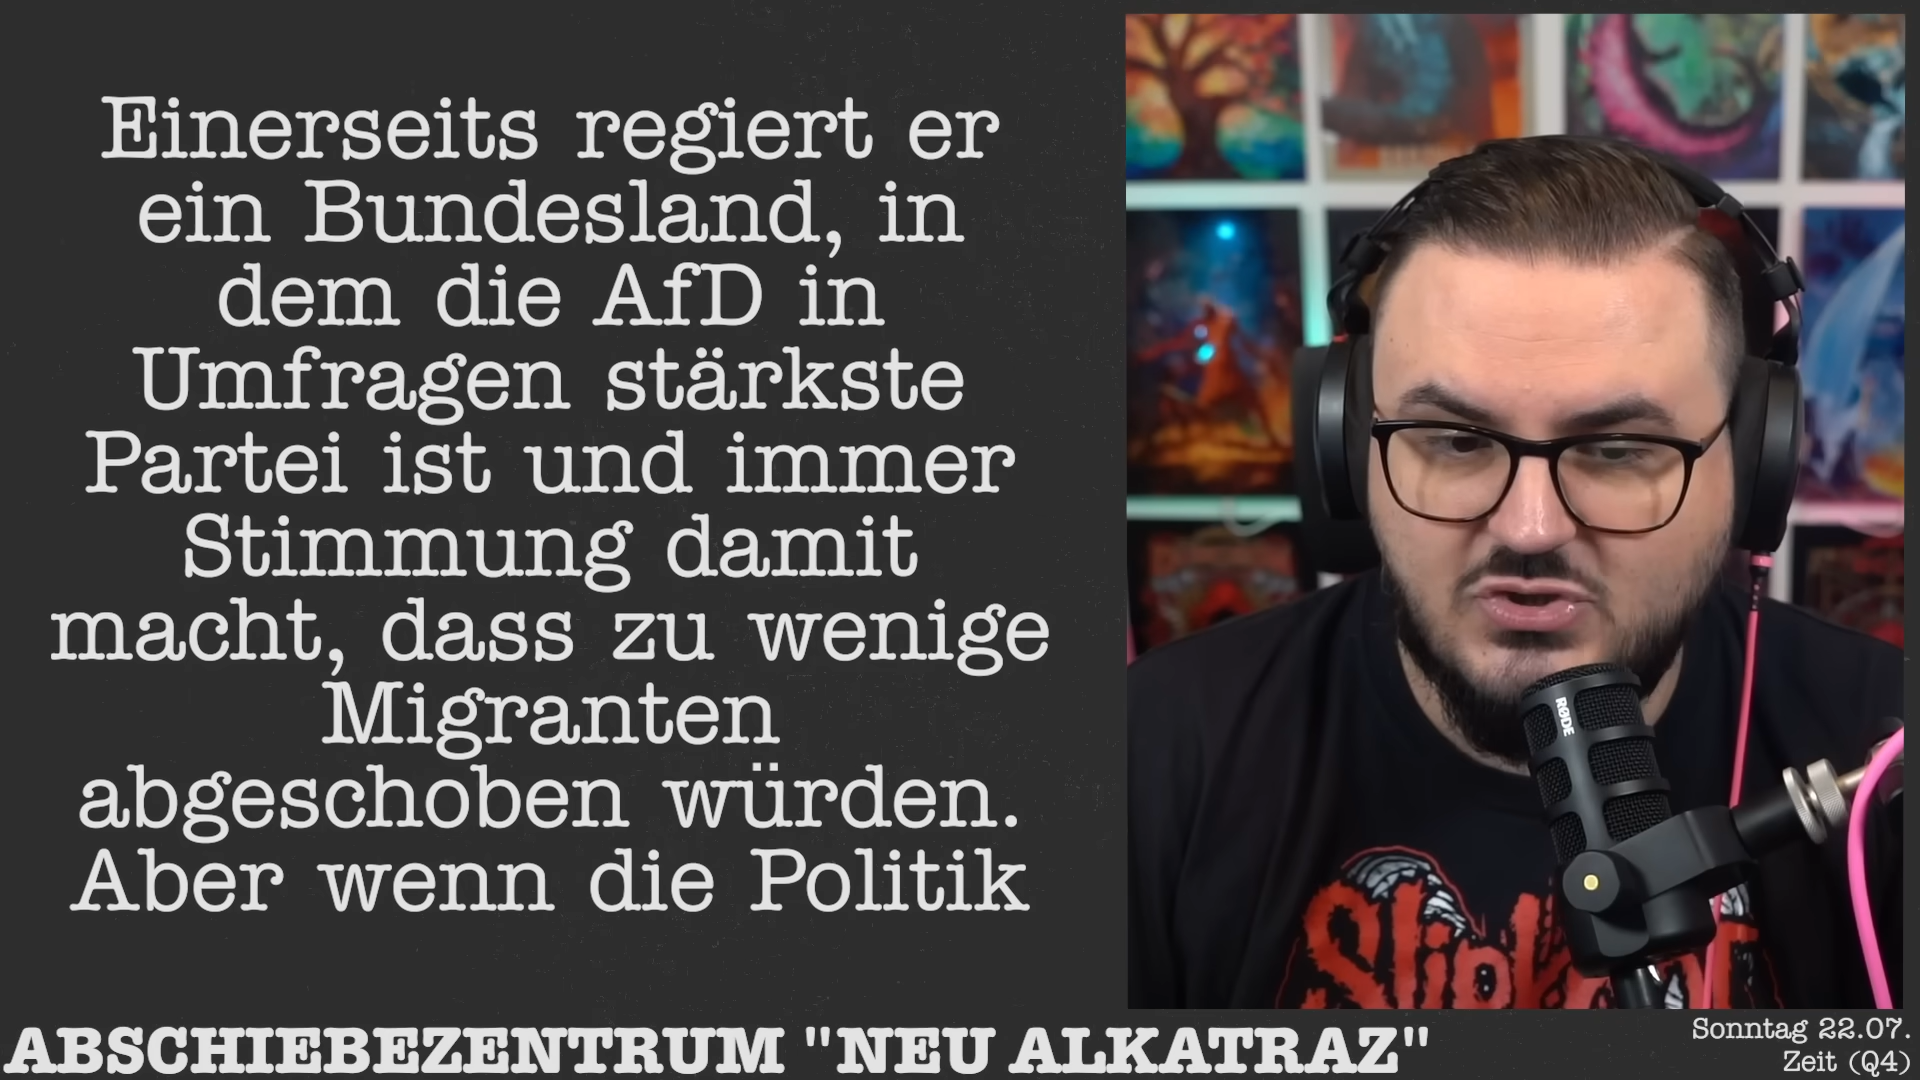 Einerseits regiert er
ein Bundesland, in
dem die AfD in
Umfragen stärkste
Partei ist und immer
Stimmung damit
macht, dass zu wenige
Migranten
abgeschoben würden.
Aber wenn die Politik
RØDE
Slipknot
ABSCHIEBEZENTRUM "NEU ALKATRAZ"
Sonntag 22.07.
Zeit (Q4)